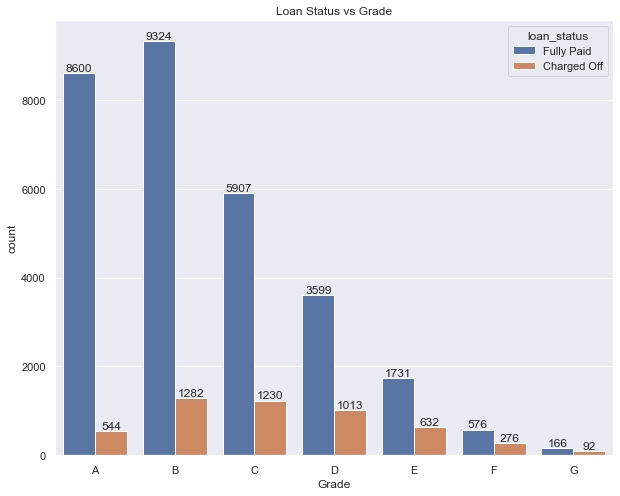 Loan Status vs Grade
loan_status
Fully Paid
Charged Off
count
8000
6000
4000
2000
0
8600
544
9324
1282
5907
1230
3599
1013
1731
632
576
276
166
92
A B C D E F G
Grade